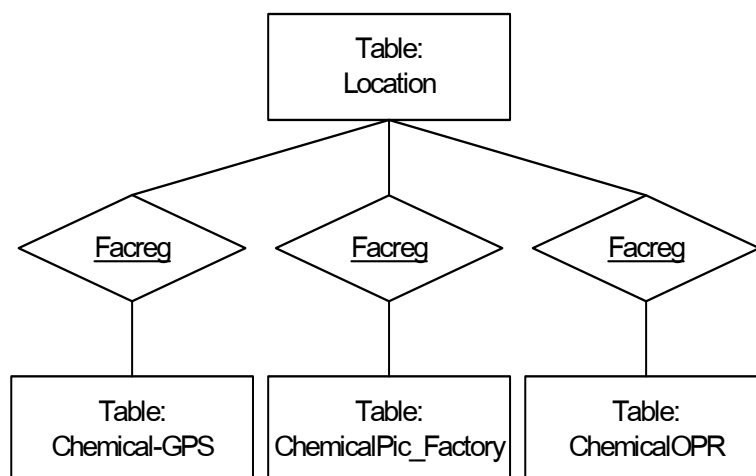 Table:
Location
Facreg
Facreg
Facreg
Table:
Chemical-GPS
Table:
ChemicalPic_Factory
Table:
ChemicalOPR